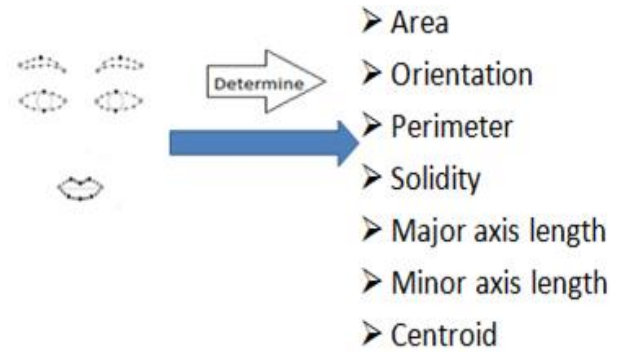 Area
Determine
Orientation
Perimeter
Solidity
Major axis length
Minor axis length
Centroid